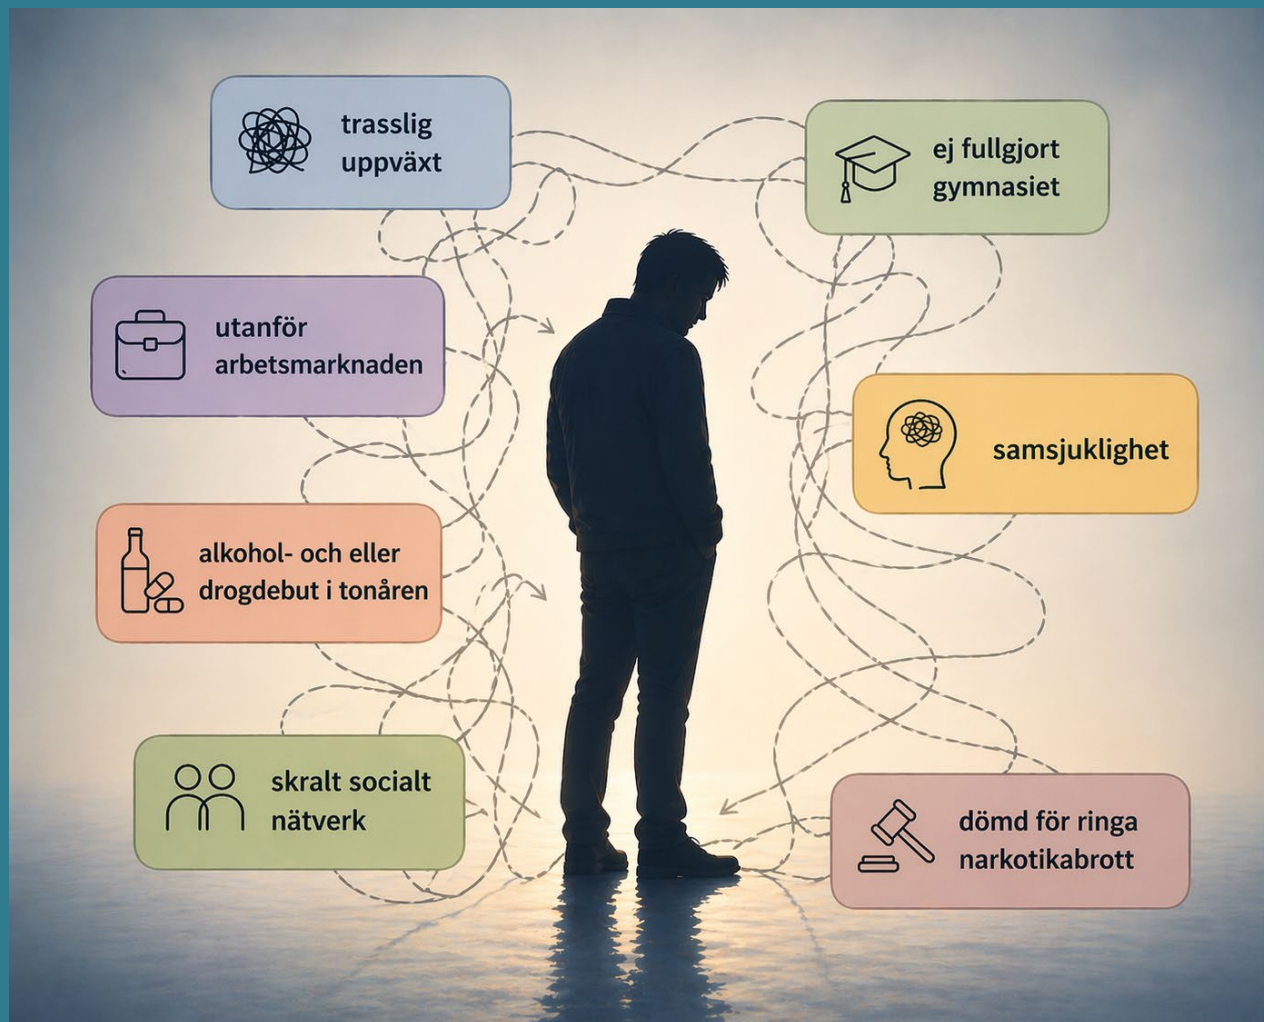 trasslig
uppväxt
ej fullgjort
gymnasiet
utanför
arbetsmarknaden
samsjuklighet
alkohol- och eller
drogdebut i tonåren
skralt socialt
nätverk
dömd för ringa
narkotikabrott